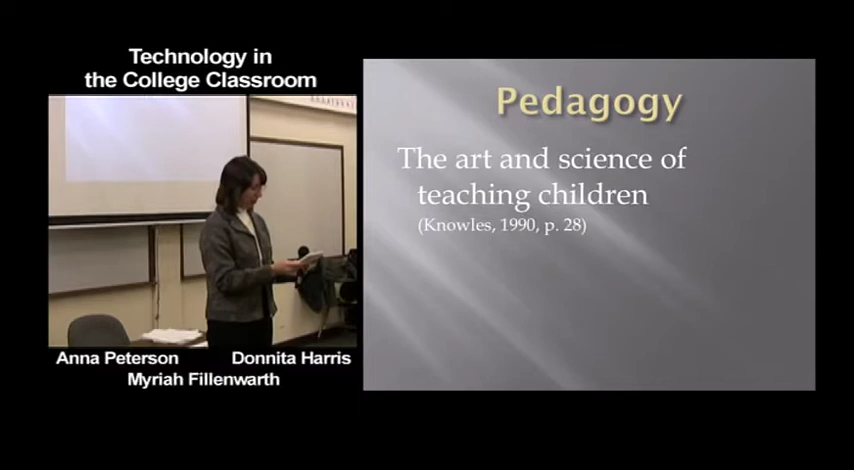 Technology in
the College Classroom
Anna Peterson
Donnita Harris
Myriah Fillenwarth
Pedagogy
The art and science of
teaching children
(Knowles, 1990, p. 28)